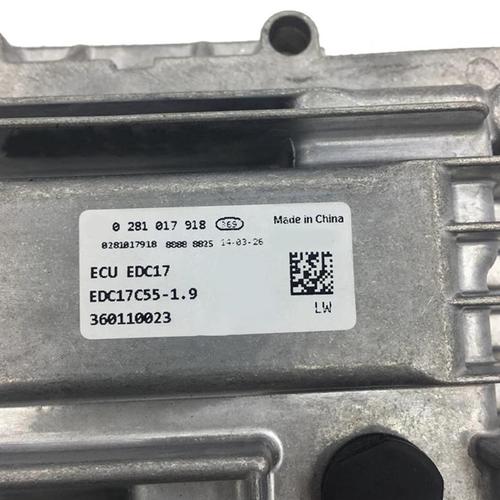 0 281 017 918 265 Made in China
0281017918 8888 8825 14-03-26
ECU EDC17
EDC17C55-1.9
360110023
LW